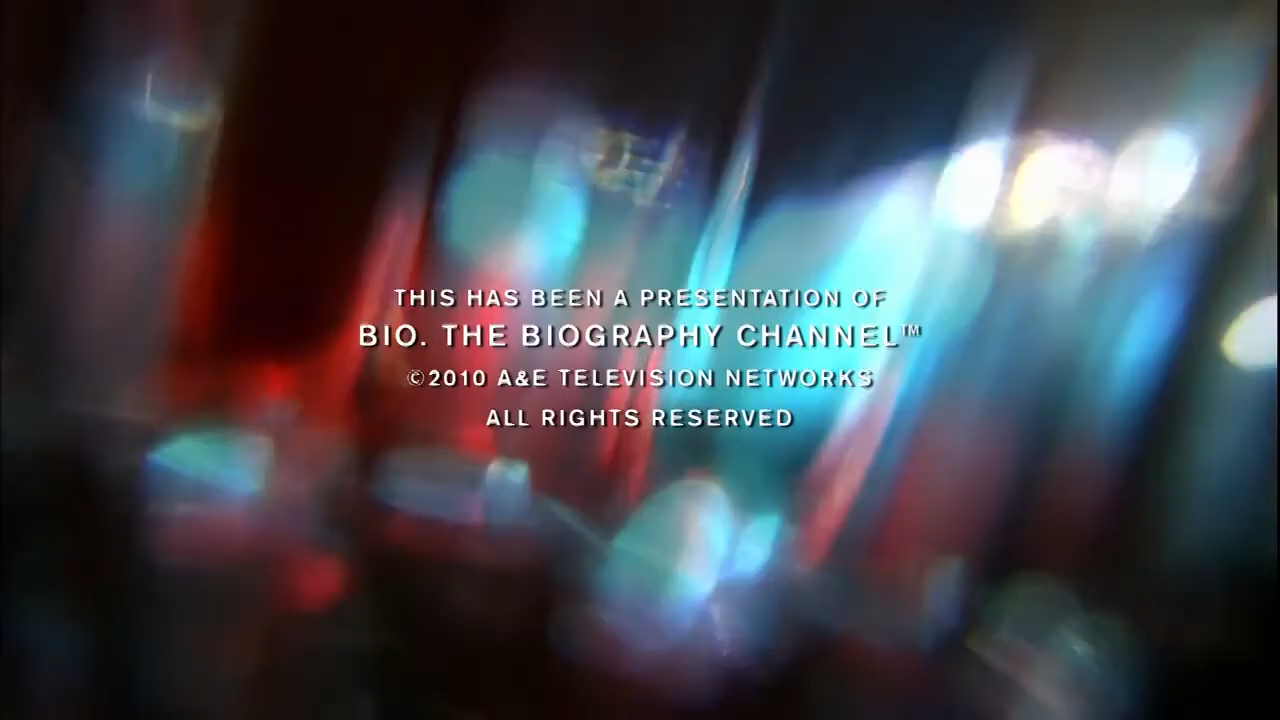 THIS HAS BEEN A PRESENTATION OF
BIO. THE BIOGRAPHY CHANNEL™
©2010 A&E TELEVISION NETWORKS
ALL RIGHTS RESERVED